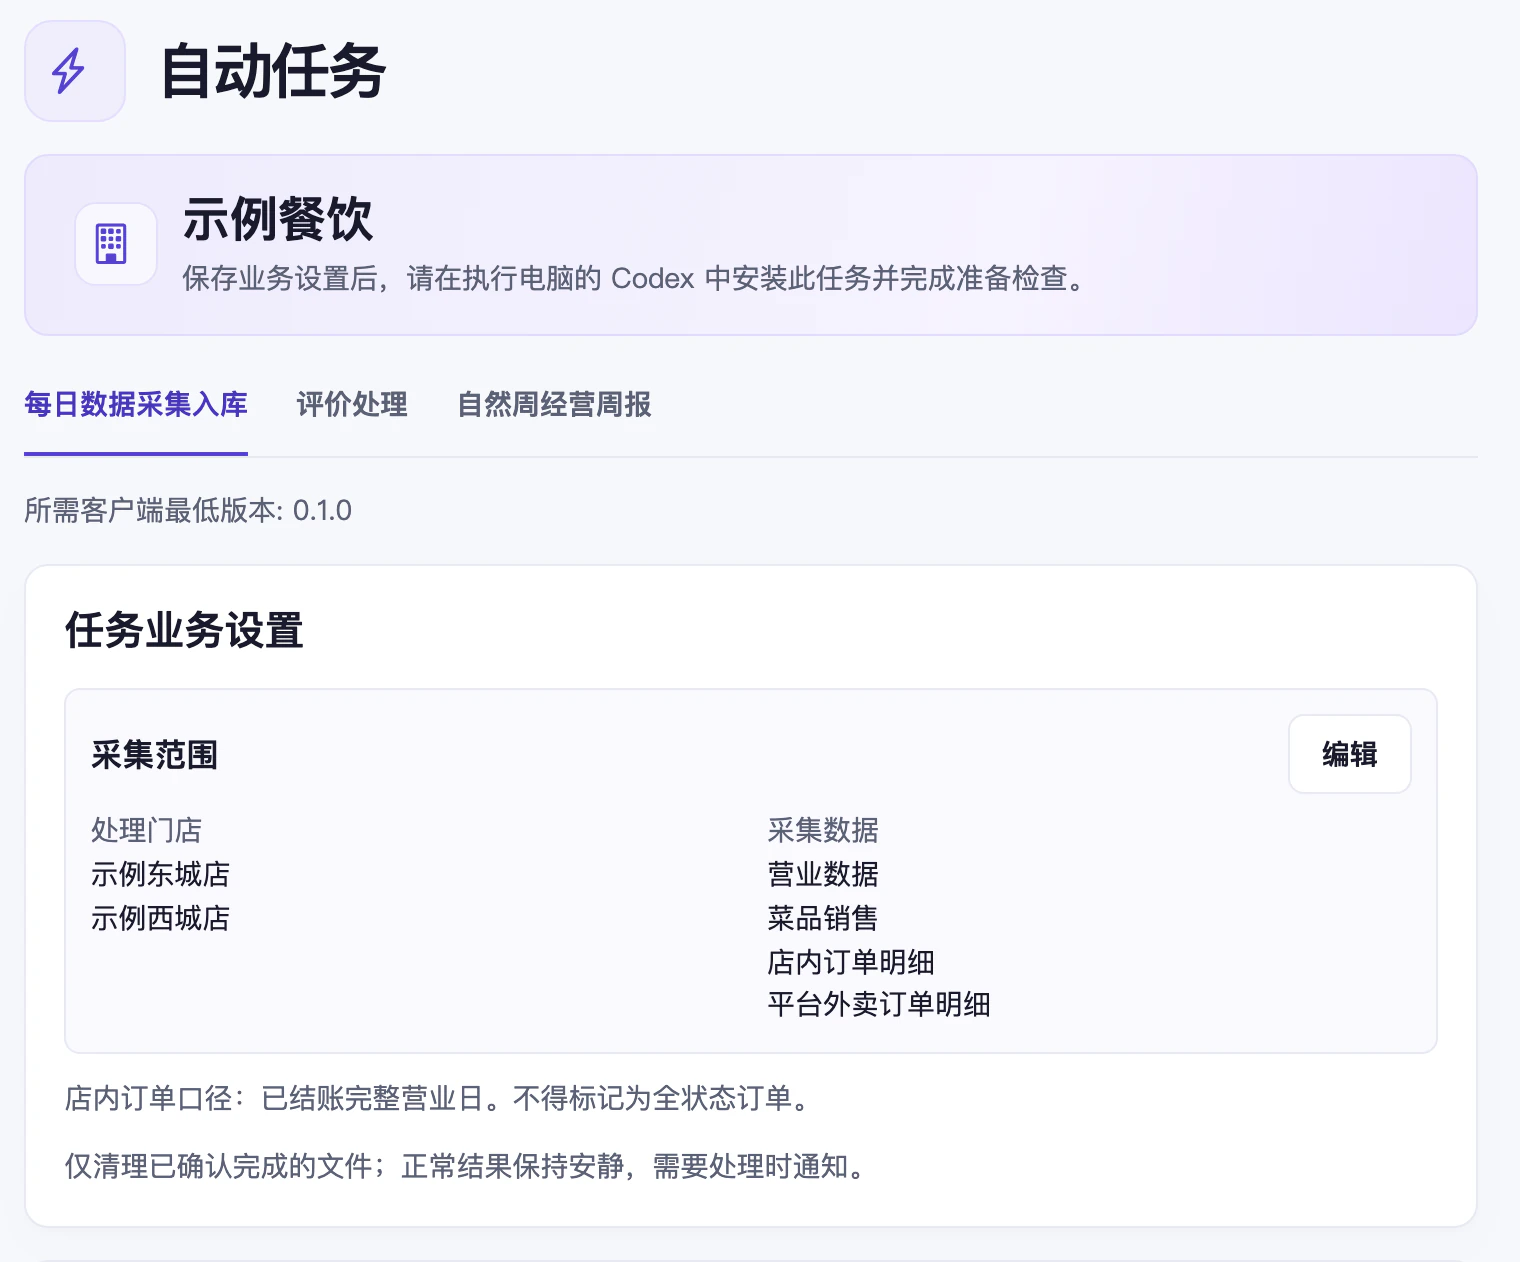 自动任务
示例餐饮
保存业务设置后，请在执行电脑的 Codex 中安装此任务并完成准备检查。
每日数据采集入库 评价处理 自然周经营周报
所需客户端最低版本: 0.1.0
任务业务设置
采集范围
编辑
处理门店
示例东城店
示例西城店
采集数据
营业数据
菜品销售
店内订单明细
平台外卖订单明细
店内订单口径：已结账完整营业日。不得标记为全状态订单。
仅清理已确认完成的文件；正常结果保持安静，需要处理时通知。